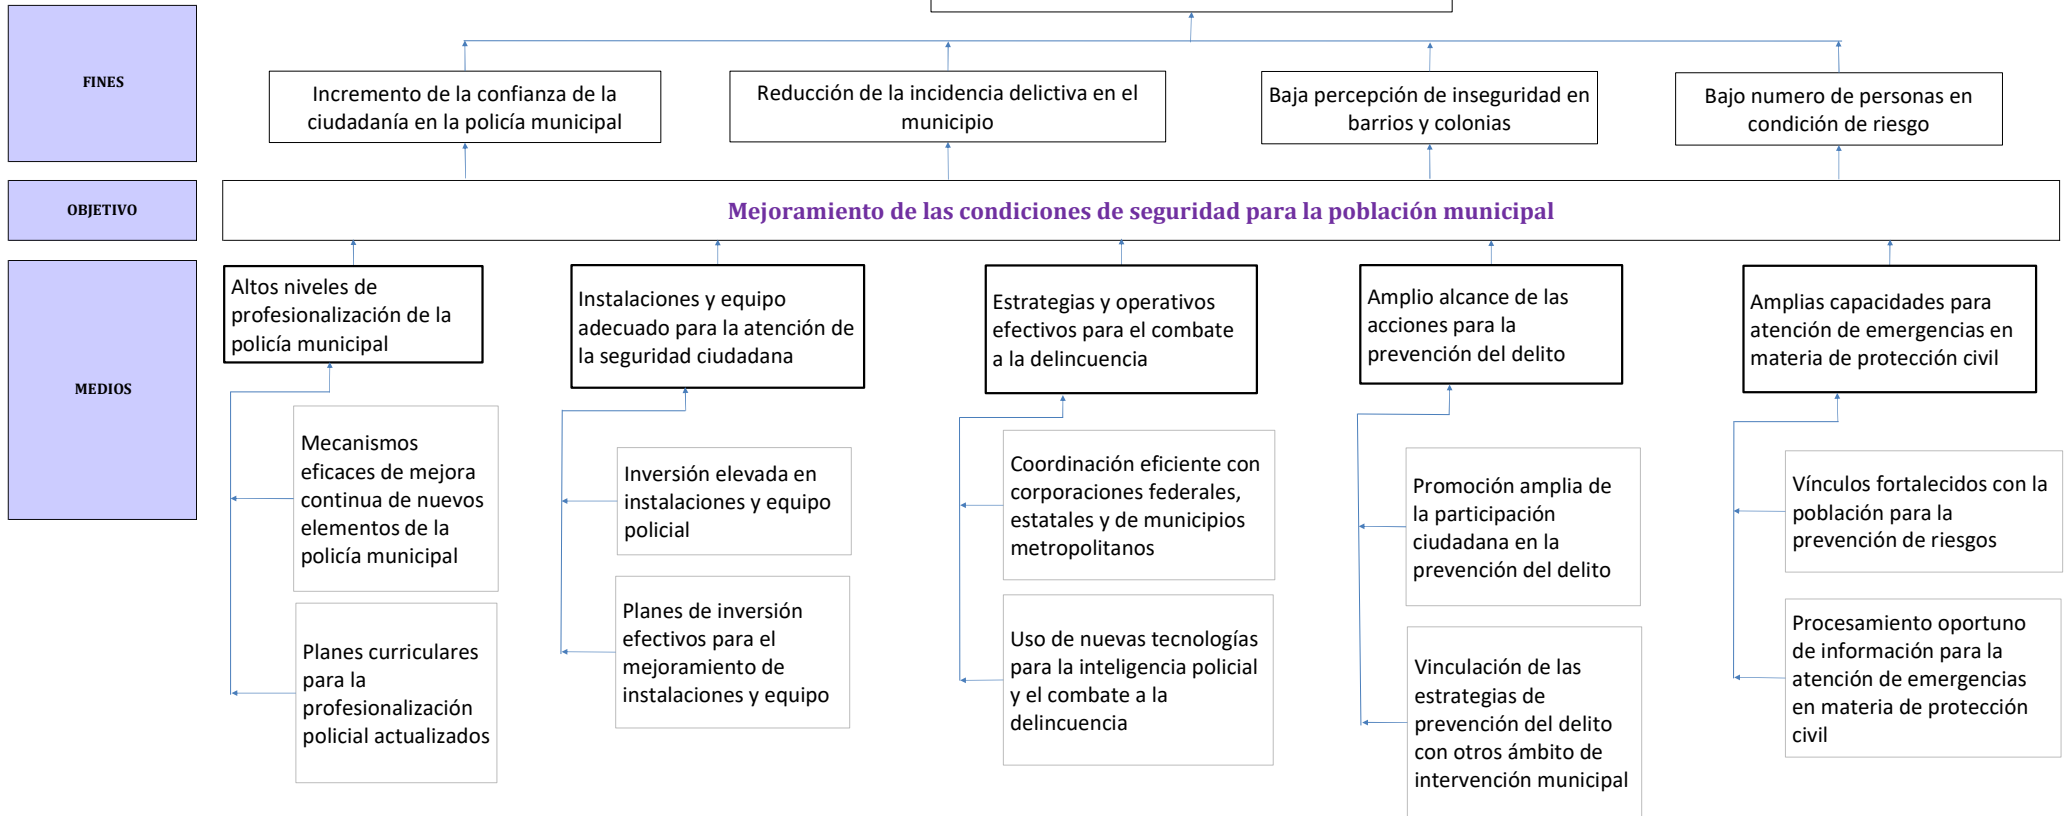 FINES
Incremento de la confianza de la
ciudadanía en la policía municipal
Reducción de la incidencia delictiva en el
municipio
Baja percepción de inseguridad en
barrios y colonias
Bajo numero de personas en
condición de riesgo
OBJETIVO
Mejoramiento de las condiciones de seguridad para la población municipal
MEDIOS
Altos niveles de
profesionalización de la
policía municipal
Mecanismos
eficaces de mejora
continua de nuevos
elementos de la
policía municipal
Planes curriculares
para la
profesionalización
policial actualizados
Instalaciones y equipo
adecuado para la atención de
la seguridad ciudadana
Inversión elevada en
instalaciones y equipo
policial
Planes de inversión
efectivos para el
mejoramiento de
instalaciones y equipo
Estrategias y operativos
efectivos para el combate
a la delincuencia
Coordinación eficiente con
corporaciones federales,
estatales y de municipios
metropolitanos
Uso de nuevas tecnologías
para la inteligencia policial
y el combate a la
delincuencia
Amplio alcance de las
acciones para la
prevención del delito
Promoción amplia de
la participación
ciudadana en la
prevención del delito
Vinculación de las
estrategias de
prevención del delito
con otros ámbito de
intervención municipal
Amplias capacidades para
atención de emergencias en
materia de protección civil
Vínculos fortalecidos con la
población para la
prevención de riesgos
Procesamiento oportuno
de información para la
atención de emergencias
en materia de protección
civil